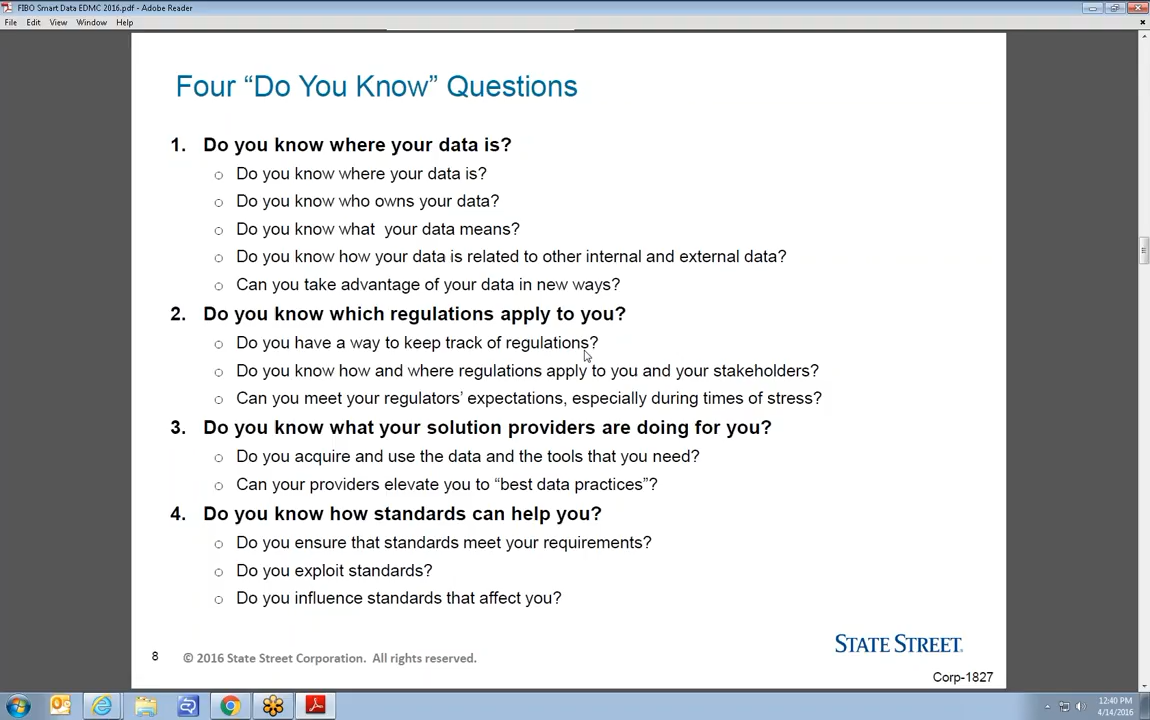 FIBO Smart Data EDMC 2016.pdf - Adobe Reader
File Edit View Window Help
Four “Do You Know” Questions
1. Do you know where your data is?
○ Do you know where your data is?
○ Do you know who owns your data?
○ Do you know what  your data means?
○ Do you know how your data is related to other internal and external data?
○ Can you take advantage of your data in new ways?
2. Do you know which regulations apply to you?
○ Do you have a way to keep track of regulations?
○ Do you know how and where regulations apply to you and your stakeholders?
○ Can you meet your regulators’ expectations, especially during times of stress?
3. Do you know what your solution providers are doing for you?
○ Do you acquire and use the data and the tools that you need?
○ Can your providers elevate you to “best data practices”?
4. Do you know how standards can help you?
○ Do you ensure that standards meet your requirements?
○ Do you exploit standards?
○ Do you influence standards that affect you?
STATE STREET.
8 © 2016 State Street Corporation.  All rights reserved.
Corp-1827
12:40 PM
4/14/2016